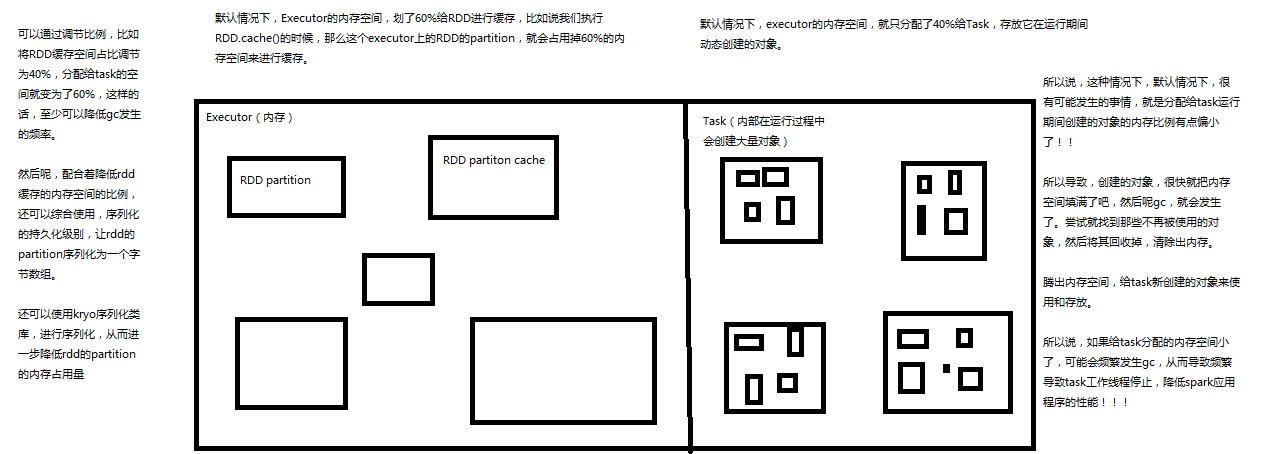 默认情况下，Executor的内存空间，划了60%给RDD进行缓存，比如说我们执行
RDD.cache()的时候，那么这个executor上的RDD的partition，就会占用掉60%的内
存空间来进行缓存。
默认情况下，executor的内存空间，就只分配了40%给Task，存放它在运行期间
动态创建的对象。
可以通过调节比例，比如
将RDD缓存空间占比调节
为40%，分配给task的空
间就变为了60%，这样的
话，至少可以降低gc发生
的频率。
然后呢，配合着降低rdd
缓存的内存空间的比例，
还可以综合使用，序列化
的持久化级别，让rdd的
partition序列化为一个字
节数组。
还可以使用kryo序列化类
库，进行序列化，从而进
一步降低rdd的partition
的内存占用量
Executor（内存）
RDD partition
RDD partiton cache
Task（内部在运行过程中
会创建大量对象）
所以说，这种情况下，默认情况下，很
有可能发生的事情，就是分配给task运行
期间创建的对象的内存比例有点偏小
了！！
所以导致，创建的对象，很快就把内存
空间填满了吧，然后呢gc，就会发生
了。尝试就找到那些不再被使用的对
象，然后将其回收掉，清除出内存。
腾出内存空间，给task新创建的对象来使
用和存放。
所以说，如果给task分配的内存空间小
了，可能会频繁发生gc，从而导致频繁
导致task工作线程停止，降低spark应用
程序的性能！！！